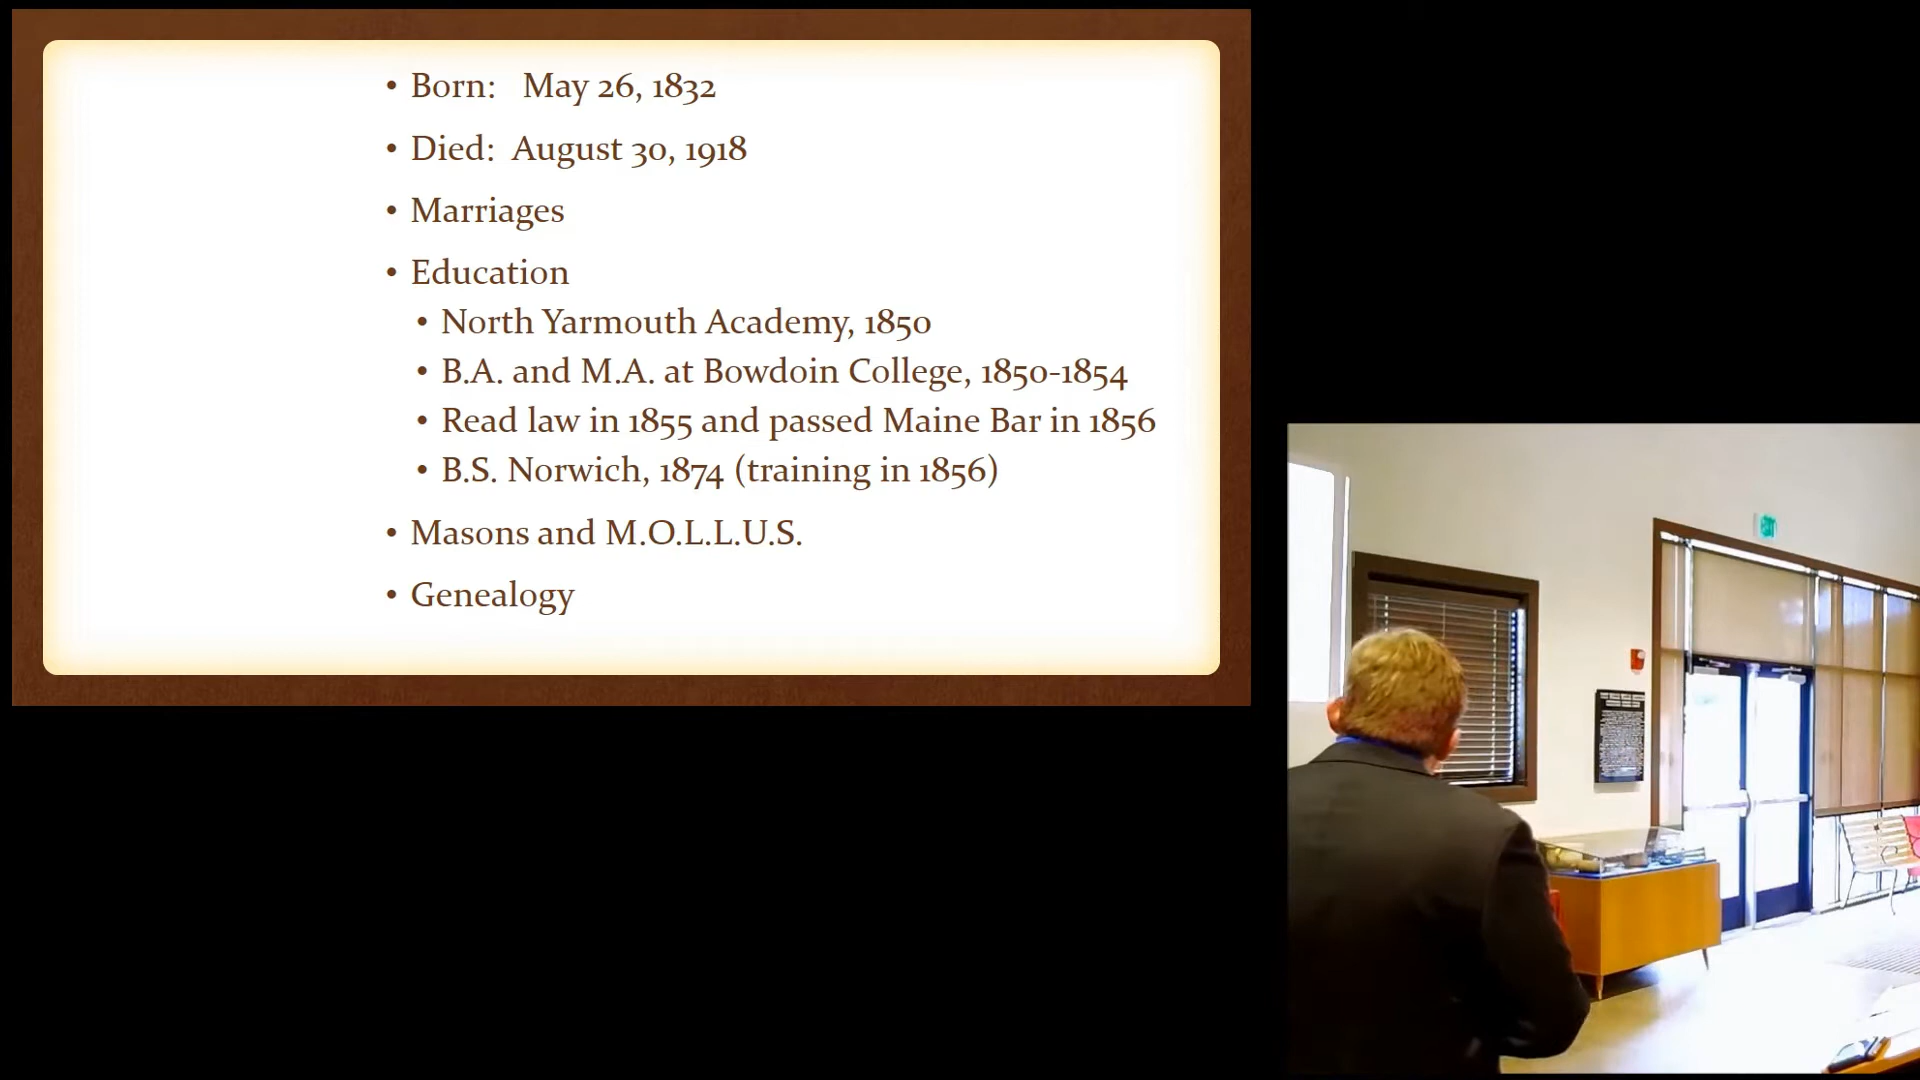 • Born: May 26, 1832
• Died: August 30, 1918
• Marriages
• Education
• North Yarmouth Academy, 1850
• B.A. and M.A. at Bowdoin College, 1850-1854
• Read law in 1855 and passed Maine Bar in 1856
• B.S. Norwich, 1874 (training in 1856)
• Masons and M.O.L.L.U.S.
• Genealogy